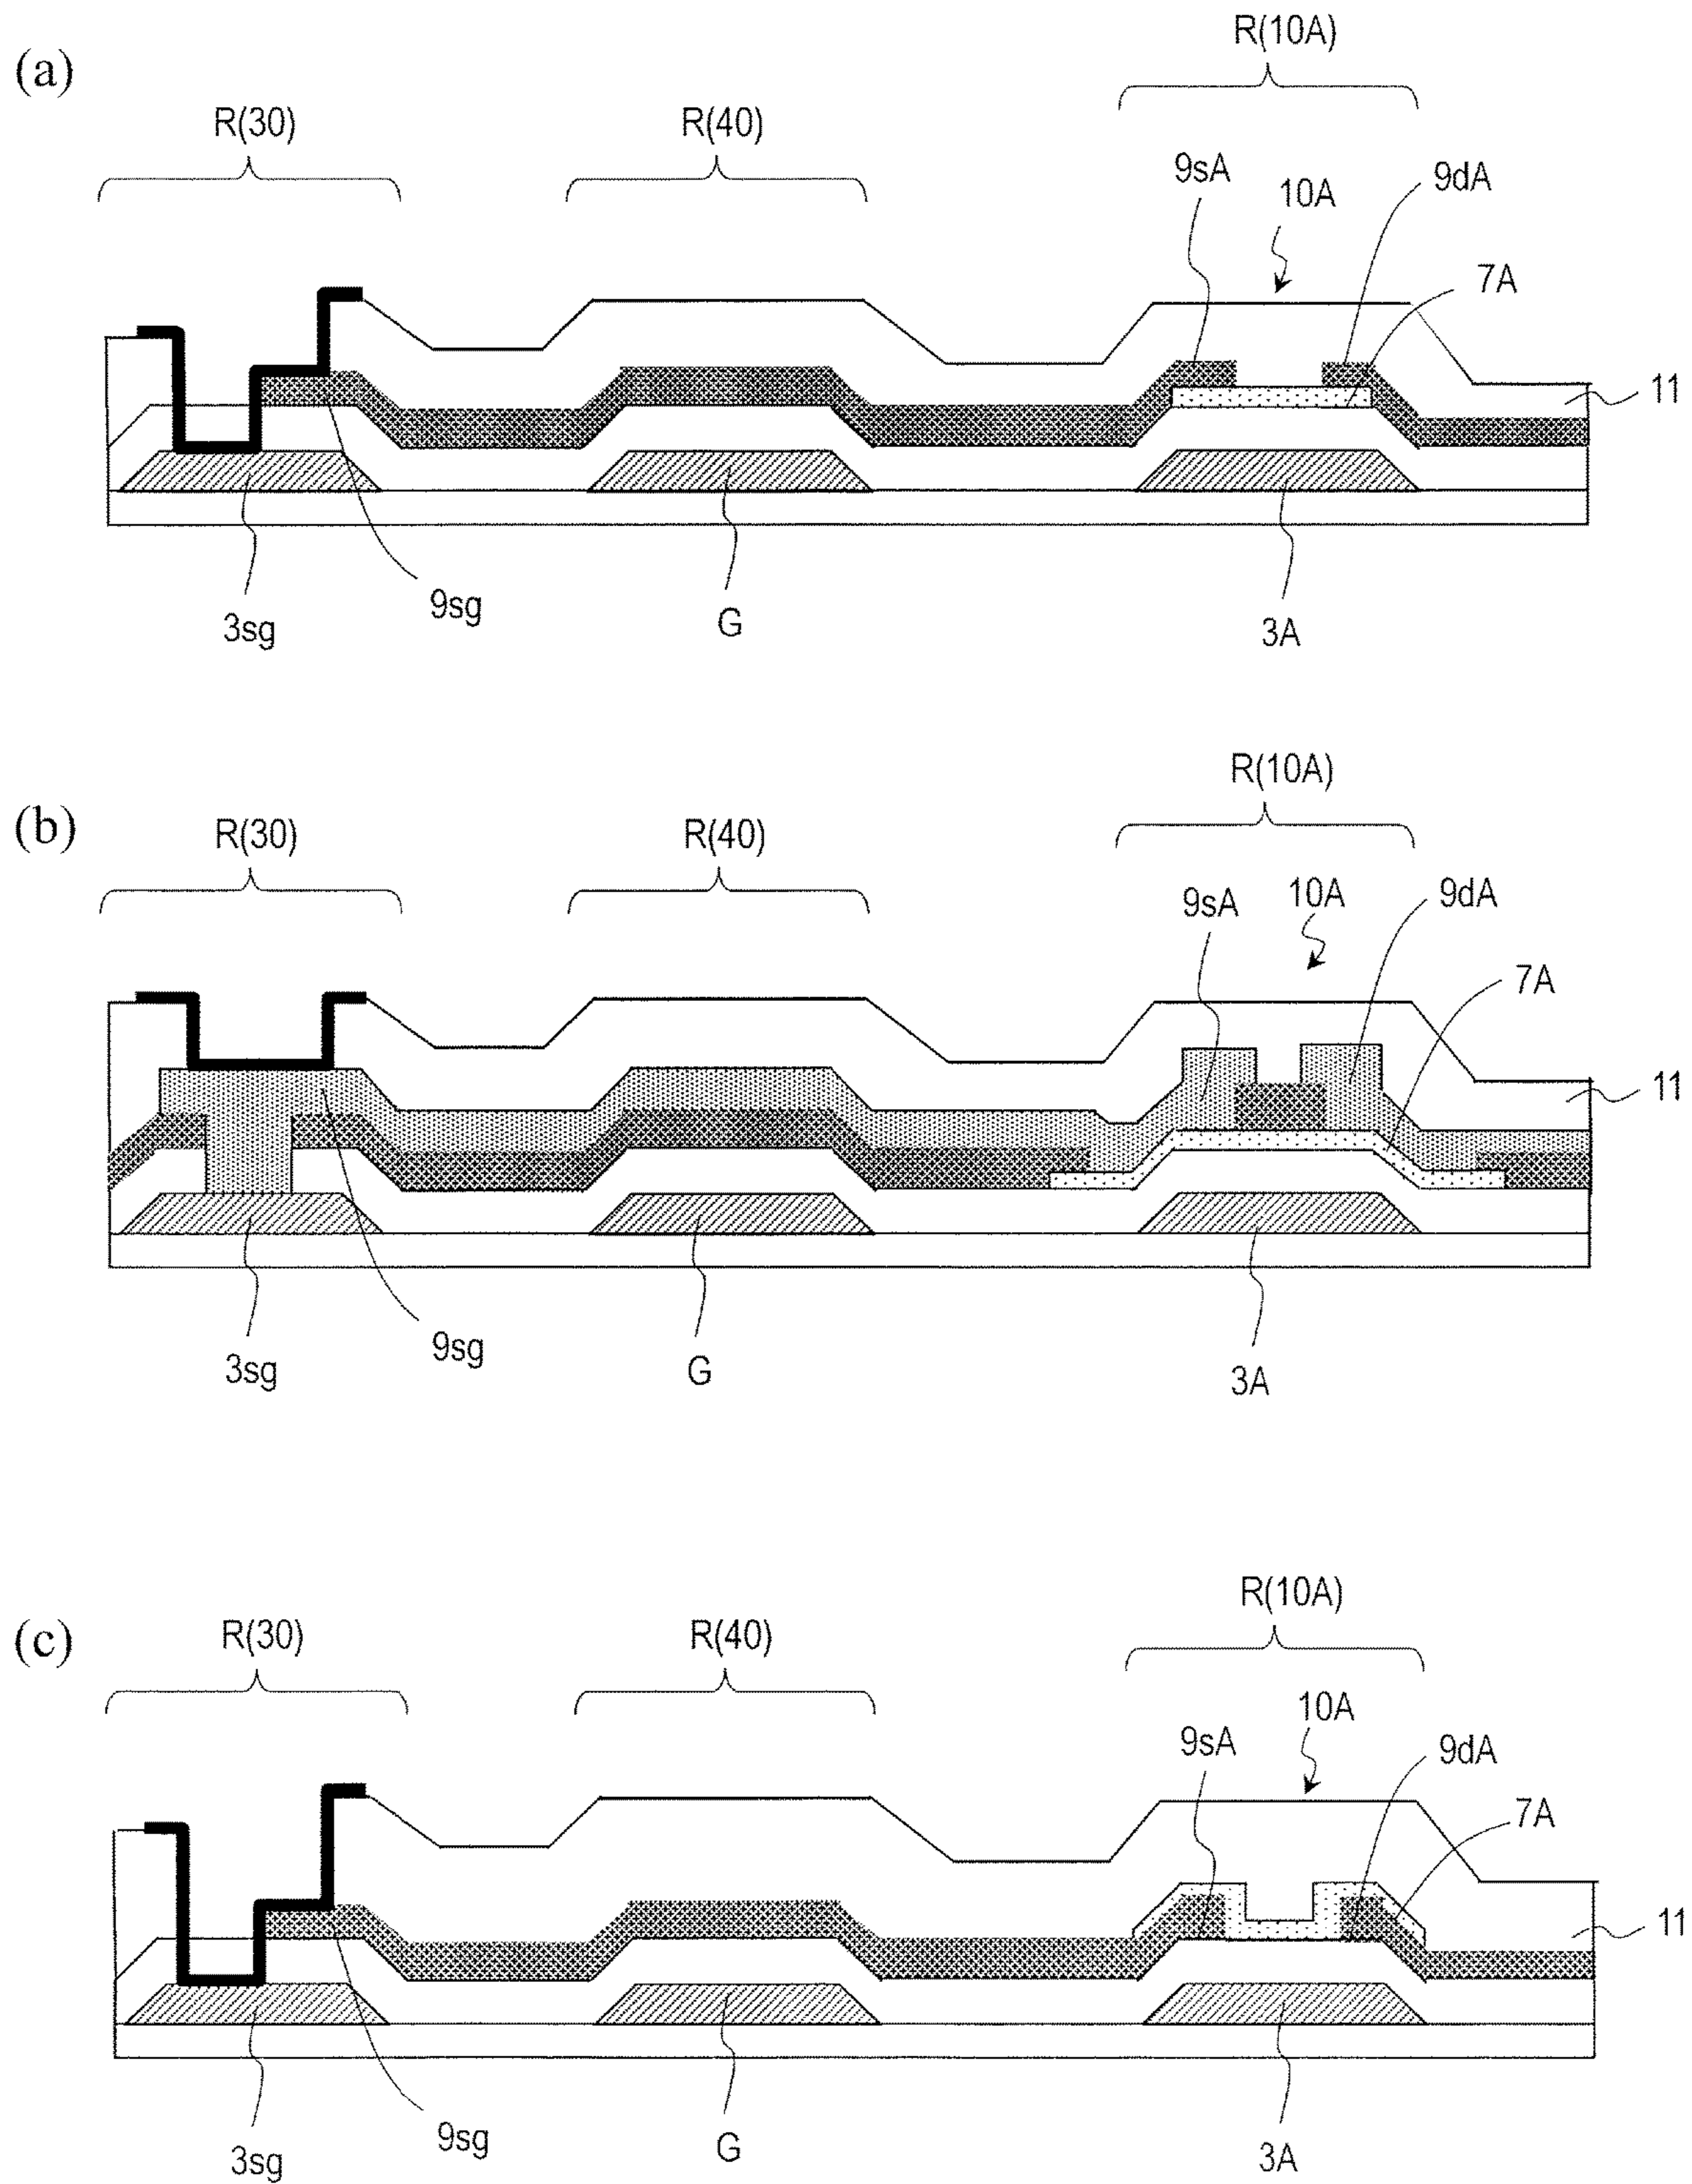 (a)
R(30)
R(40)
R(10A)
9sA
10A
9dA
7A
11
3sg
9sg
G
3A
(b)
R(30)
R(40)
R(10A)
9sA
10A
9dA
7A
11
3sg
9sg
G
3A
(c)
R(30)
R(40)
R(10A)
9sA
10A
9dA
7A
11
3sg
9sg
G
3A